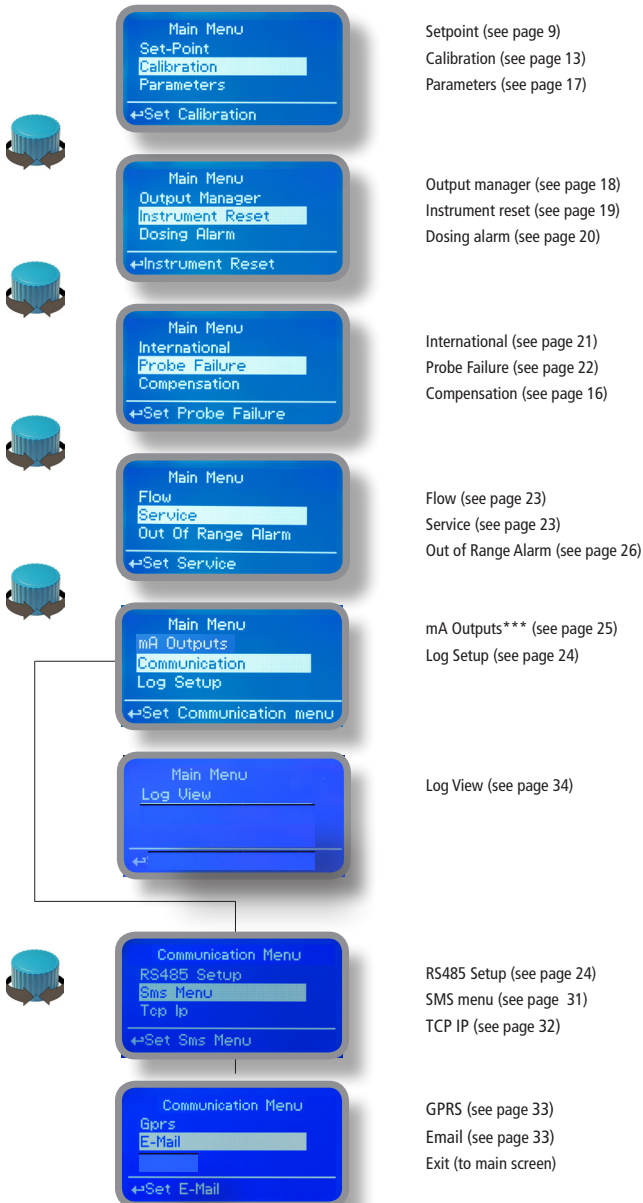 Main Menu
Set-Point
Calibration
Parameters
↵Set Calibration
Setpoint (see page 9)
Calibration (see page 13)
Parameters (see page 17)
Main Menu
Output Manager
Instrument Reset
Dosing Alarm
↵Instrument Reset
Output manager (see page 18)
Instrument reset (see page 19)
Dosing alarm (see page 20)
Main Menu
International
Probe Failure
Compensation
↵Set Probe Failure
International (see page 21)
Probe Failure (see page 22)
Compensation (see page 16)
Main Menu
Flow
Service
Out Of Range Alarm
↵Set Service
Flow (see page 23)
Service (see page 23)
Out of Range Alarm (see page 26)
Main Menu
mA Outputs
Communication
Log Setup
↵Set Communication menu
mA Outputs*** (see page 25)
Log Setup (see page 24)
Main Menu
Log View
↵
Log View (see page 34)
Communication Menu
RS485 Setup
Sms Menu
Tcp Ip
↵Set Sms Menu
RS485 Setup (see page 24)
SMS menu (see page  31)
TCP IP (see page 32)
Communication Menu
Gprs
E-Mail
↵Set E-Mail
GPRS (see page 33)
Email (see page 33)
Exit (to main screen)